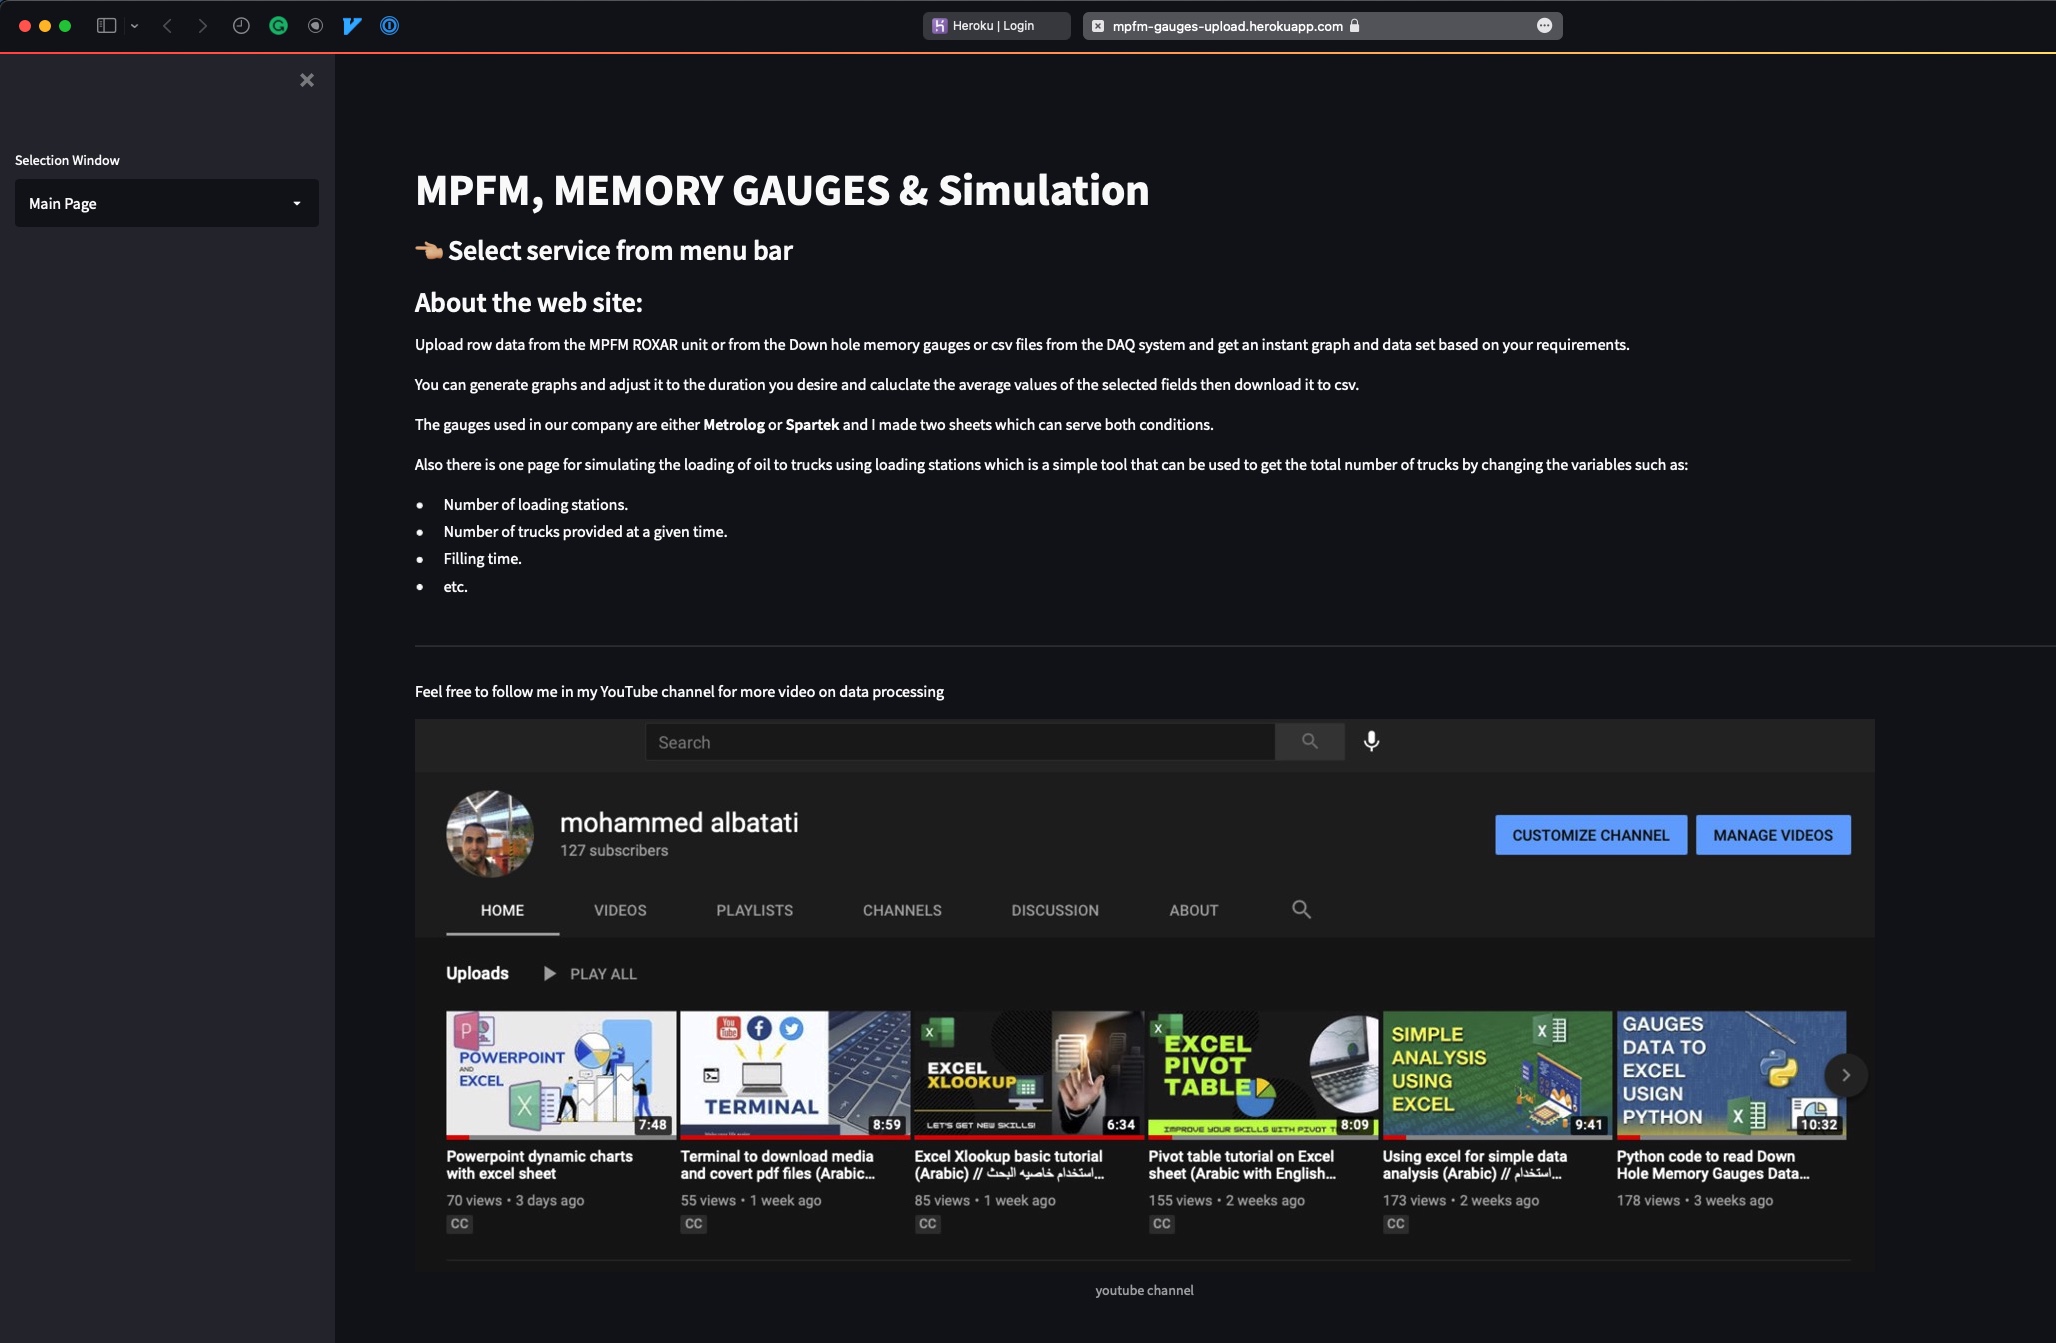 Heroku | Login
mpfm-gauges-upload.herokuapp.com
Selection Window
Main Page
MPFM, MEMORY GAUGES & Simulation
👈🏼 Select service from menu bar
About the web site:
Upload row data from the MPFM ROXAR unit or from the Down hole memory gauges or csv files from the DAQ system and get an instant graph and data set based on your requirements.
You can generate graphs and adjust it to the duration you desire and caluclate the average values of the selected fields then download it to csv.
The gauges used in our company are either Metrolog or Spartek and I made two sheets which can serve both conditions.
Also there is one page for simulating the loading of oil to trucks using loading stations which is a simple tool that can be used to get the total number of trucks by changing the variables such as:
• Number of loading stations.
• Number of trucks provided at a given time.
• Filling time.
• etc.
Feel free to follow me in my YouTube channel for more video on data processing
Search
mohammed albatati
127 subscribers
CUSTOMIZE CHANNEL MANAGE VIDEOS
HOME VIDEOS PLAYLISTS CHANNELS DISCUSSION ABOUT
Uploads PLAY ALL
POWERPOINT
AND
EXCEL
7:48
Powerpoint dynamic charts
with excel sheet
70 views • 3 days ago
CC
You
Tube
TERMINAL
8:59
Terminal to download media
and covert pdf files (Arabic...
55 views • 1 week ago
CC
EXCEL
XLOOKUP
LET'S GET NEW SKILLS!
6:34
Excel Xlookup basic tutorial
(Arabic) // استخدام خاصيه البحث...
85 views • 1 week ago
CC
EXCEL
PIVOT
TABLE
IMPROVE YOUR SKILLS WITH PIVOT T
8:09
Pivot table tutorial on Excel
sheet (Arabic with English...
155 views • 2 weeks ago
CC
SIMPLE
ANALYSIS
USING
EXCEL
9:41
Using excel for simple data
analysis (Arabic) // استخدام...
173 views • 2 weeks ago
CC
GAUGES
DATA TO
EXCEL
USIGN
PYTHON
10:32
Python code to read Down
Hole Memory Gauges Data...
178 views • 3 weeks ago
youtube channel